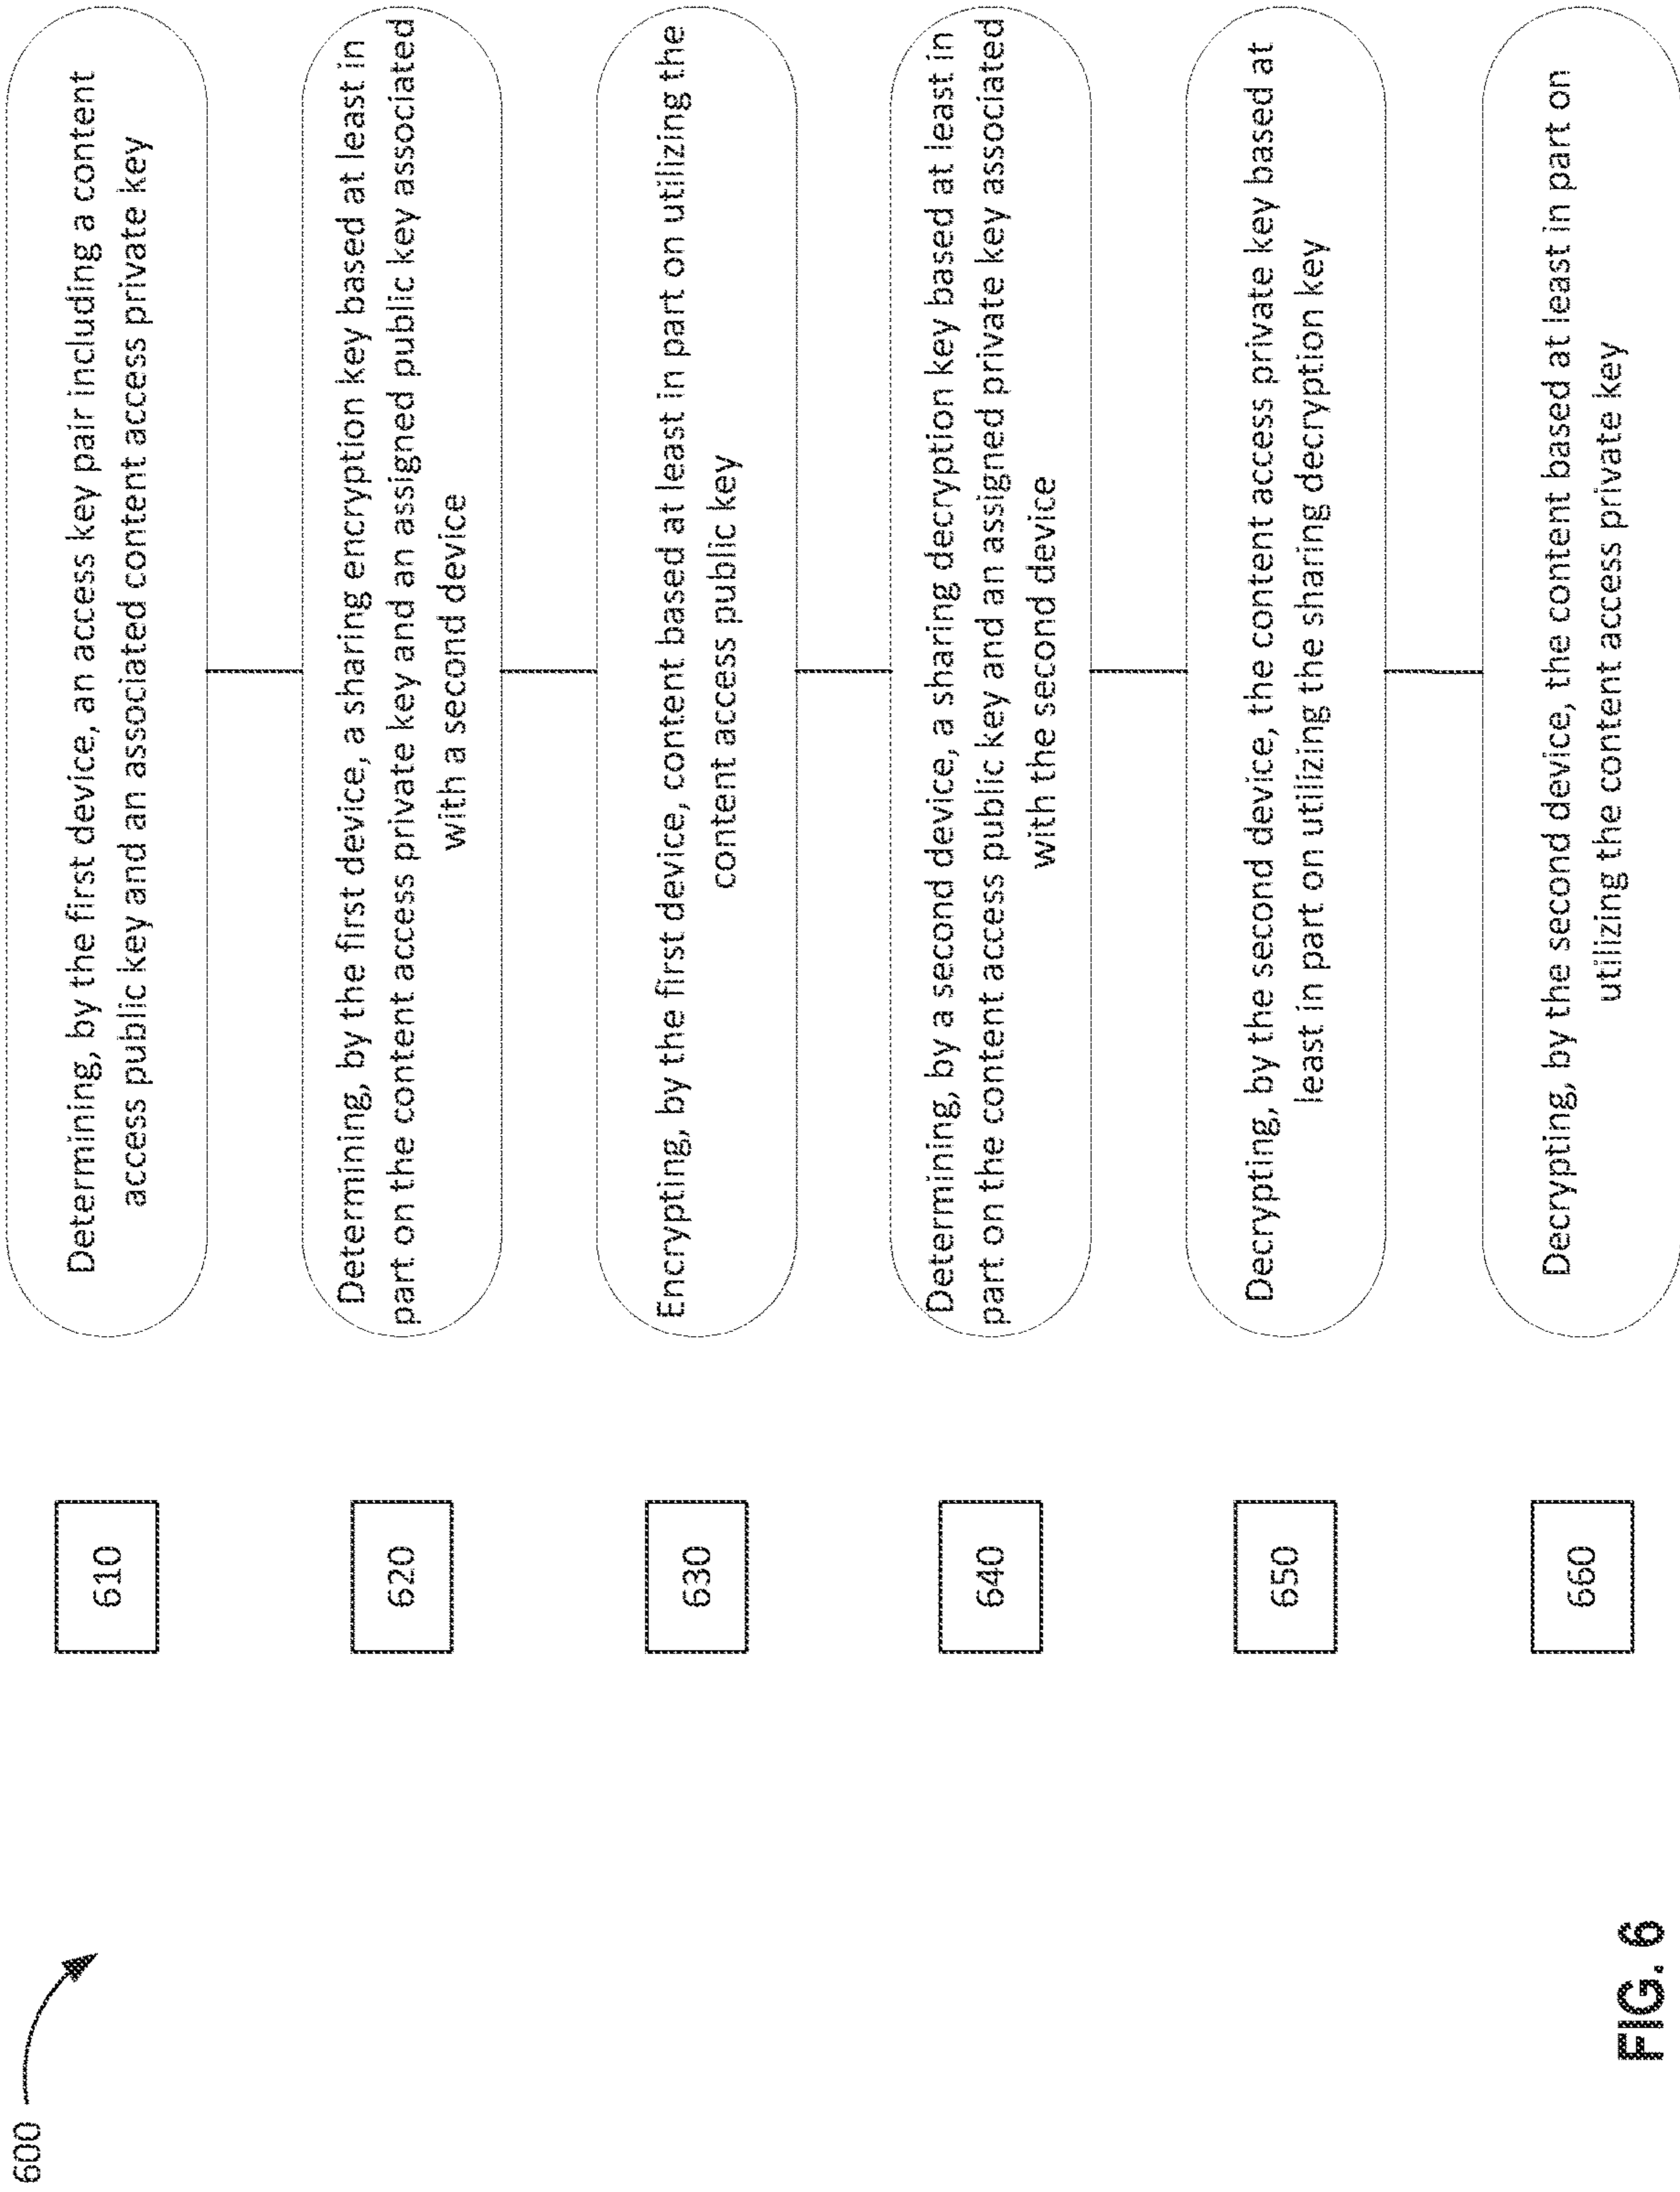 600
610
Determining, by the first device, an access key pair including a content
access public key and an associated content access private key
620
Determining, by the first device, a sharing encryption key based at least in
part on the content access private key and an assigned public key associated
with a second device
630
Encrypting, by the first device, content based at least in part on utilizing the
content access public key
640
Determining, by a second device, a sharing decryption key based at least in
part on the content access public key and an assigned private key associated
with the second device
650
Decrypting, by the second device, the content access private key based at
least in part on utilizing the sharing decryption key
660
Decrypting, by the second device, the content based at least in part on
utilizing the content access private key
FIG. 6